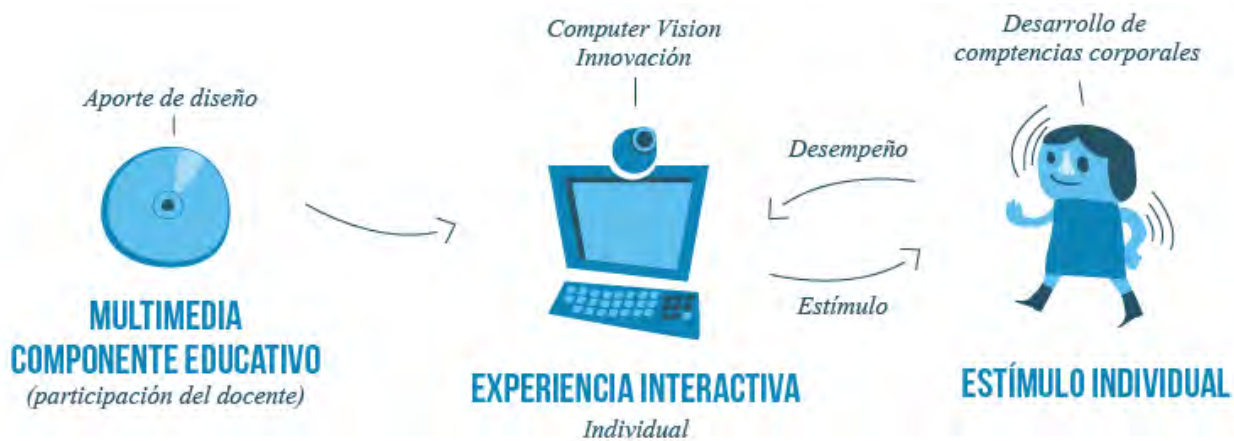 Aporte de diseño
MULTIMEDIA
COMPONENTE EDUCATIVO
(participación del docente)
Computer Vision
Innovación
EXPERIENCIA INTERACTIVA
Individual
Desempeño
Estímulo
Desarrollo de
comptencias corporales
ESTÍMULO INDIVIDUAL